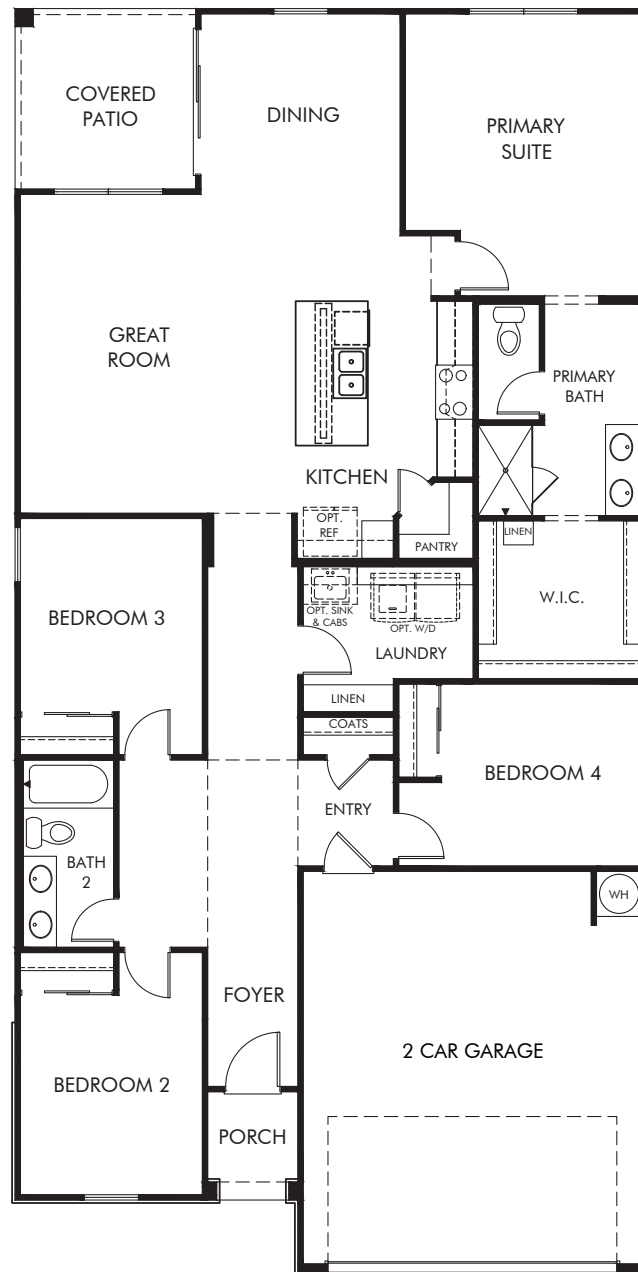 COVERED
PATIO
DINING
PRIMARY
SUITE
GREAT
ROOM
PRIMARY
BATH
KITCHEN
OPT.
REF
PANTRY
LINEN
W.I.C.
BEDROOM 3
OPT. SINK
& CABS
OPT. W/D
LAUNDRY
LINEN
COATS
BEDROOM 4
ENTRY
BATH
2
WH
FOYER
2 CAR GARAGE
BEDROOM 2
PORCH